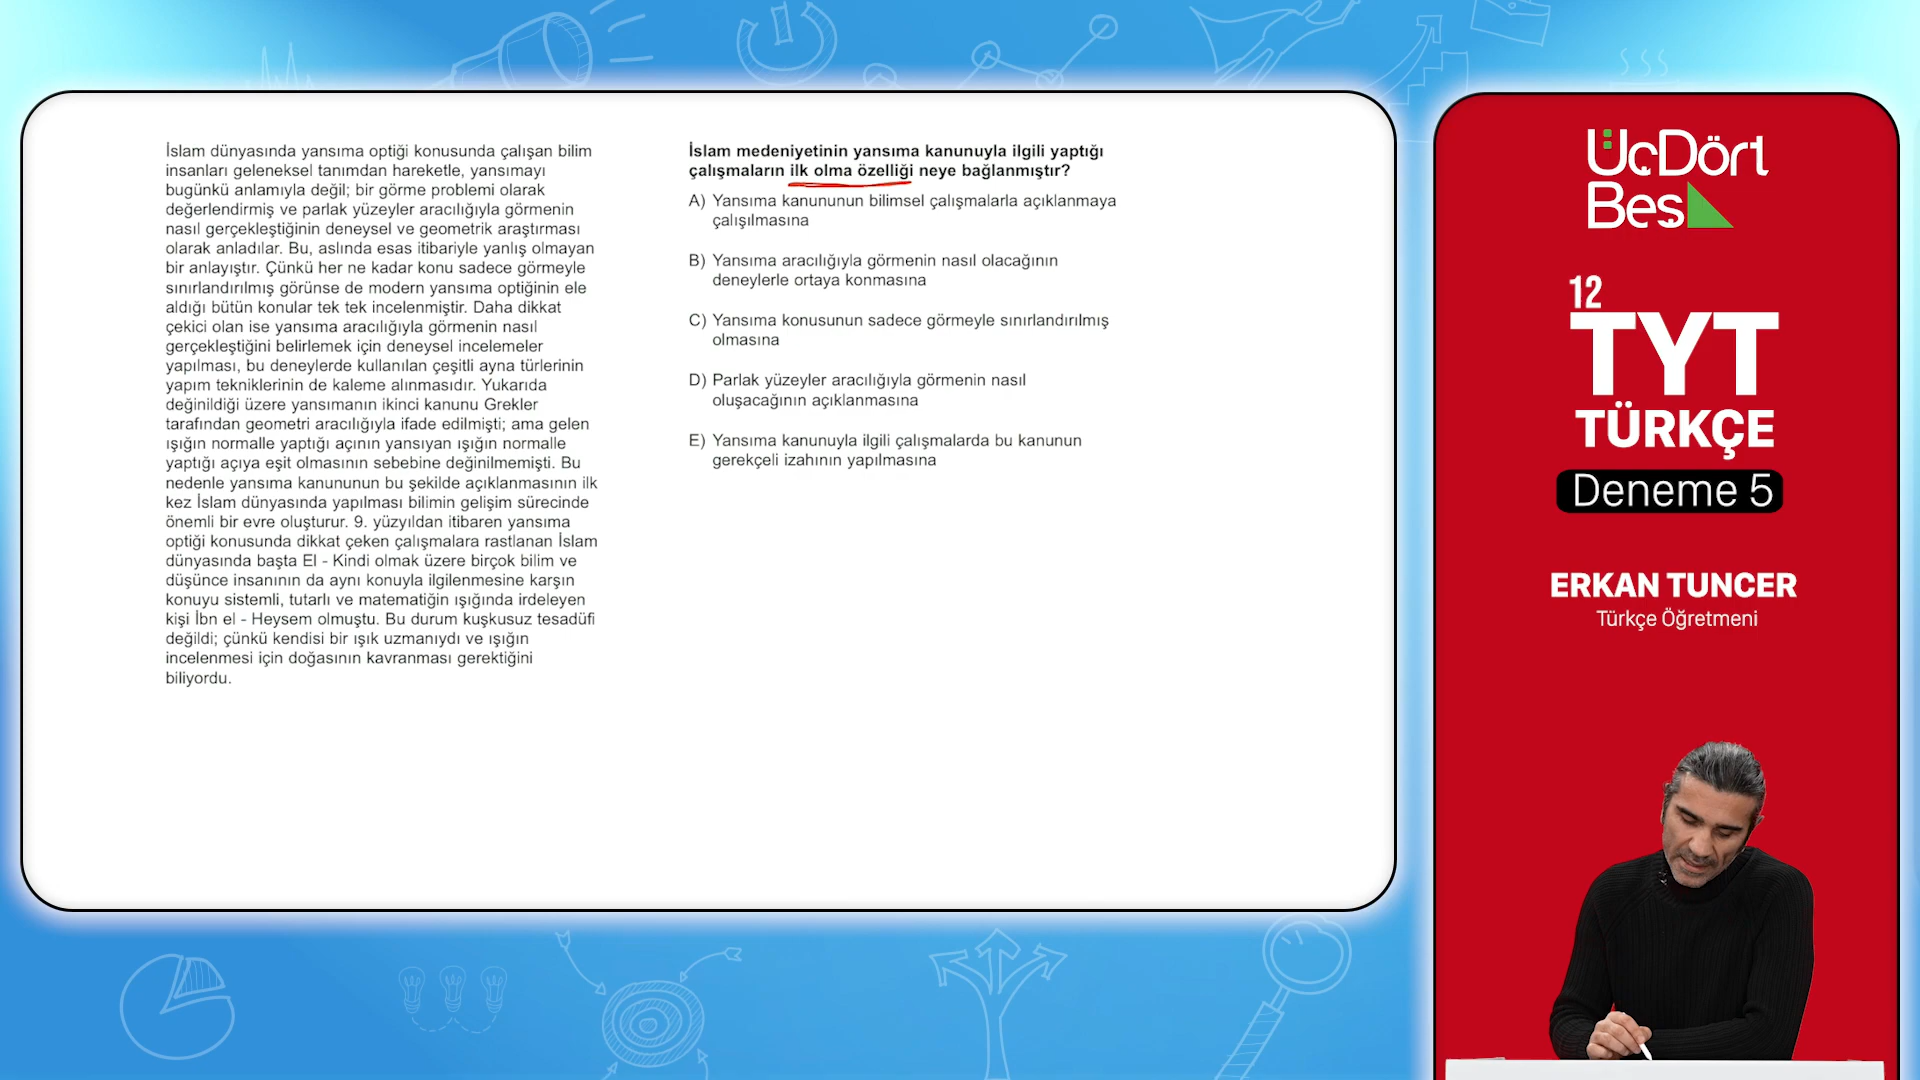 İslam dünyasında yansıma optiği konusunda çalışan bilim
insanları geleneksel tanımdan hareketle, yansımayı
bugünkü anlamıyla değil; bir görme problemi olarak
değerlendirmiş ve parlak yüzeyler aracılığıyla görmenin
nasıl gerçekleştiğinin deneysel ve geometrik araştırması
olarak anladılar. Bu, aslında esas itibariyle yanlış olmayan
bir anlayıştır. Çünkü her ne kadar konu sadece görmeyle
sınırlandırılmış görünse de modern yansıma optiğinin ele
aldığı bütün konular tek tek incelenmiştir. Daha dikkat
çekici olan ise yansıma aracılığıyla görmenin nasıl
gerçekleştiğini belirlemek için deneysel incelemeler
yapılması, bu deneylerde kullanılan çeşitli ayna türlerinin
yapım tekniklerinin de kaleme alınmasıdır. Yukarıda
değinildiği üzere yansımanın ikinci kanunu Grekler
tarafından geometri aracılığıyla ifade edilmişti; ama gelen
ışığın normalle yaptığı açının yansıyan ışığın normalle
yaptığı açıya eşit olmasının sebebine değinilmemişti. Bu
nedenle yansıma kanununun bu şekilde açıklanmasının ilk
kez İslam dünyasında yapılması bilimin gelişim sürecinde
önemli bir evre oluşturur. 9. yüzyıldan itibaren yansıma
optiği konusunda dikkat çeken çalışmalara rastlanan İslam
dünyasında başta El - Kindi olmak üzere birçok bilim ve
düşünce insanının da aynı konuyla ilgilenmesine karşın
konuyu sistemli, tutarlı ve matematiğin ışığında irdeleyen
kişi İbn el - Heysem olmuştu. Bu durum kuşkusuz tesadüfi
değildi; çünkü kendisi bir ışık uzmanıydı ve ışığın
incelenmesi için doğasının kavranması gerektiğini
biliyordu.
İslam medeniyetinin yansıma kanunuyla ilgili yaptığı
çalışmaların ilk olma özelliği neye bağlanmıştır?
A) Yansıma kanununun bilimsel çalışmalarla açıklanmaya
çalışılmasına
B) Yansıma aracılığıyla görmenin nasıl olacağının
deneylerle ortaya konmasına
C) Yansıma konusunun sadece görmeyle sınırlandırılmış
olmasına
D) Parlak yüzeyler aracılığıyla görmenin nasıl
oluşacağının açıklanmasına
E) Yansıma kanunuyla ilgili çalışmalarda bu kanunun
gerekçeli izahının yapılmasına
ÜçDört
Beş
12
TYT
TÜRKÇE
Deneme 5
ERKAN TUNCER
Türkçe Öğretmeni